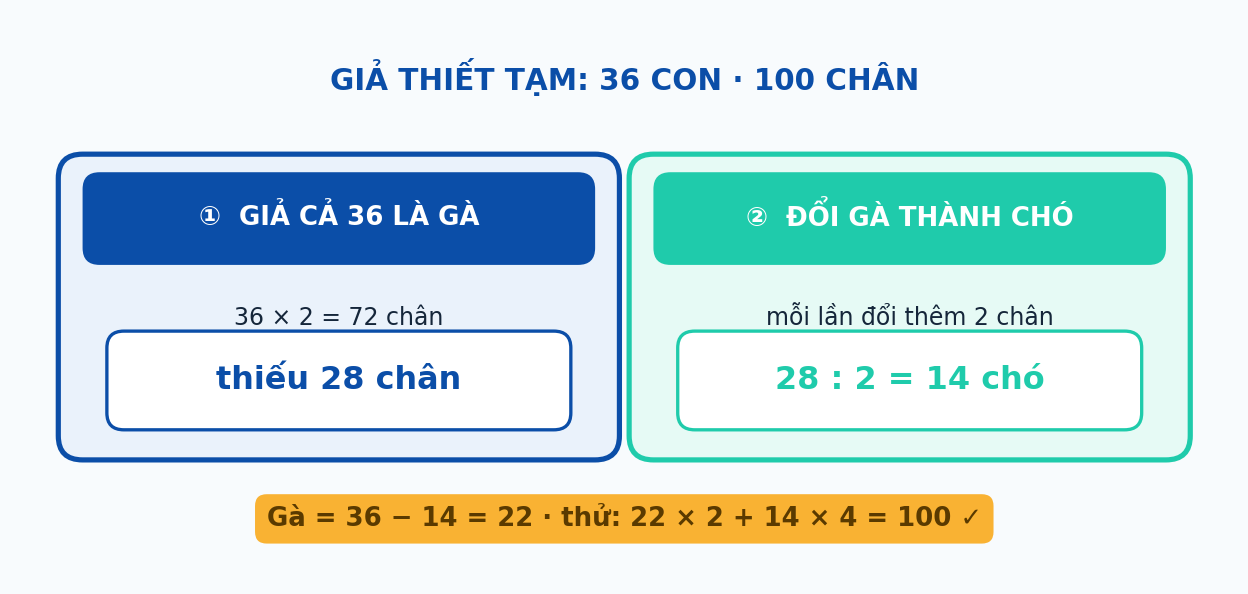 GIẢ THIẾT TẠM: 36 CON · 100 CHÂN
① GIẢ CẢ 36 LÀ GÀ
36 × 2 = 72 chân
thiếu 28 chân
② ĐỔI GÀ THÀNH CHÓ
mỗi lần đổi thêm 2 chân
28 : 2 = 14 chó
Gà = 36 − 14 = 22 · thử: 22 × 2 + 14 × 4 = 100 ✓